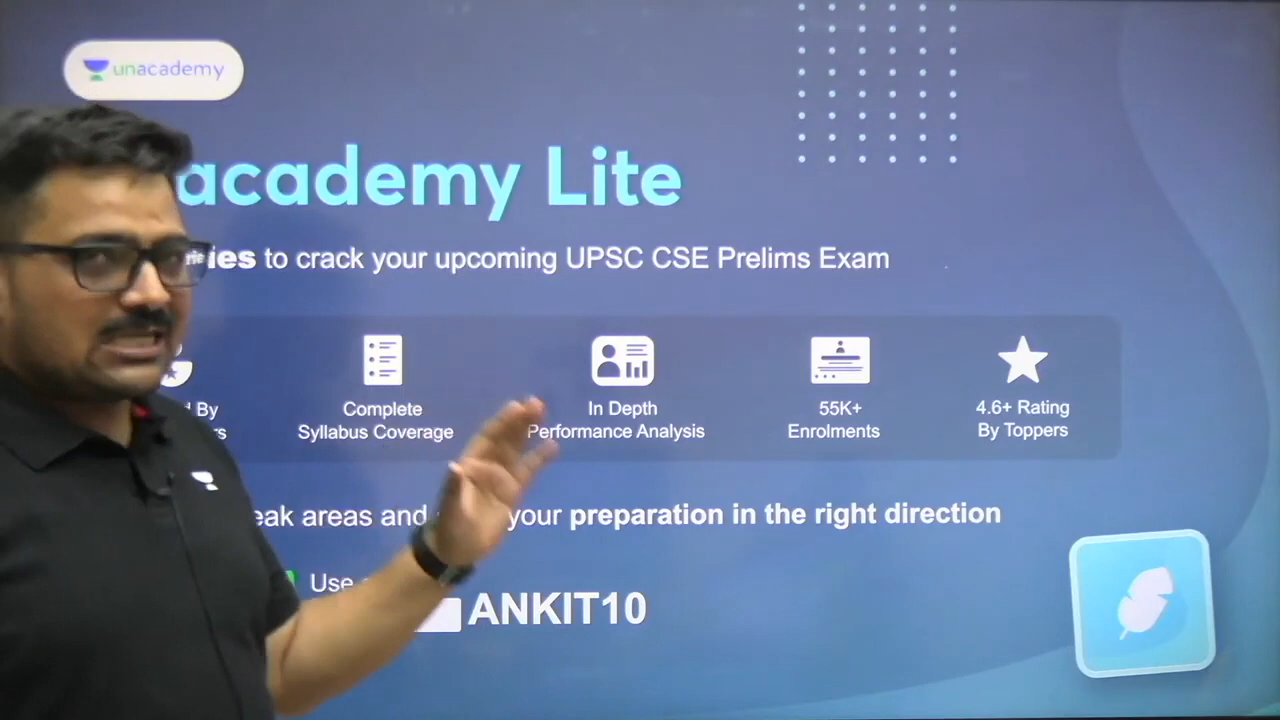 unacademy
academy Lite
ies to crack your upcoming UPSC CSE Prelims Exam
By
Complete
Syllabus Coverage
In Depth
Performance Analysis
55K+
Enrolments
4.6+ Rating
By Toppers
eak areas and your preparation in the right direction
Use
ANKIT10